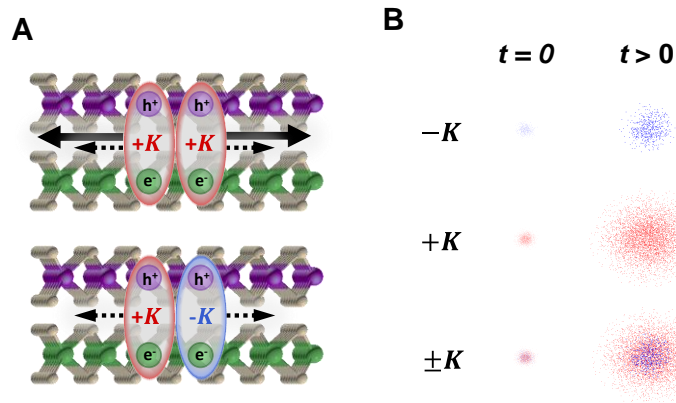 A
h⁺ h⁺
+K +K
e⁻ e⁻
h⁺ h⁺
+K -K
e⁻ e⁻
B
t = 0 t > 0
−K
+K
±K